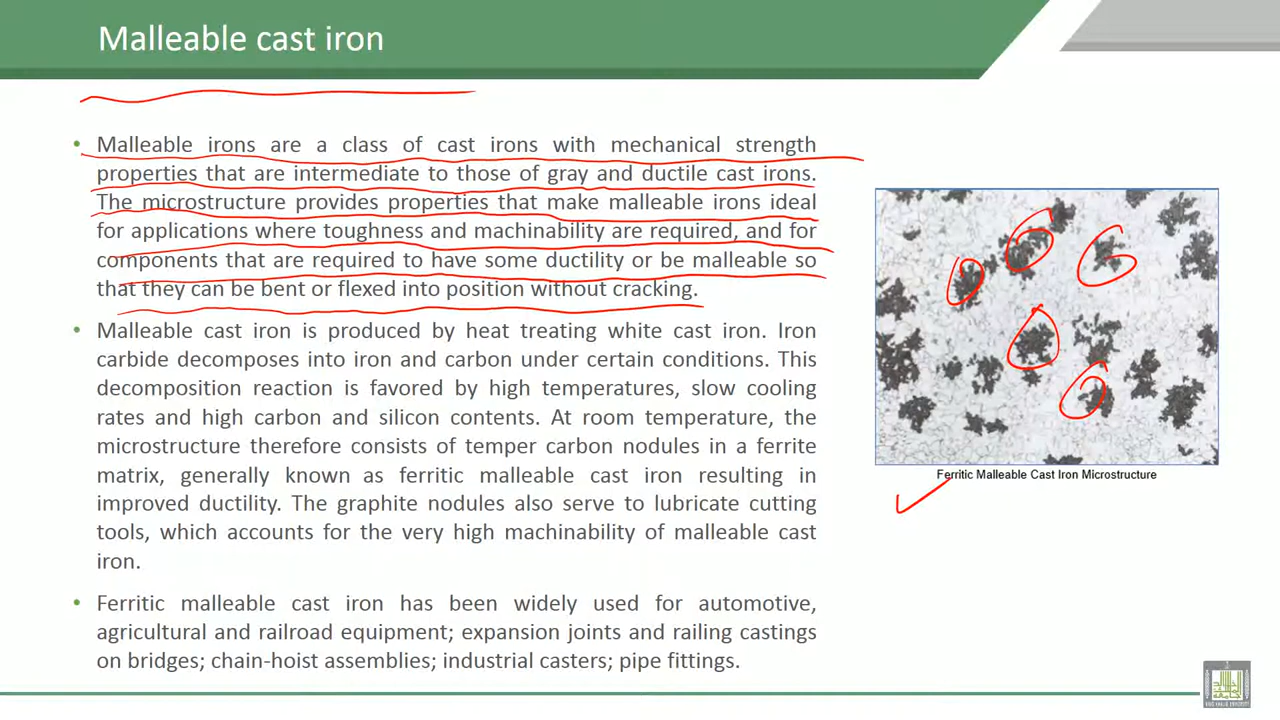 Malleable cast iron
• Malleable irons are a class of cast irons with mechanical strength
properties that are intermediate to those of gray and ductile cast irons.
The microstructure provides properties that make malleable irons ideal
for applications where toughness and machinability are required, and for
components that are required to have some ductility or be malleable so
that they can be bent or flexed into position without cracking.
• Malleable cast iron is produced by heat treating white cast iron. Iron
carbide decomposes into iron and carbon under certain conditions. This
decomposition reaction is favored by high temperatures, slow cooling
rates and high carbon and silicon contents. At room temperature, the
microstructure therefore consists of temper carbon nodules in a ferrite
matrix, generally known as ferritic malleable cast iron resulting in
improved ductility. The graphite nodules also serve to lubricate cutting
tools, which accounts for the very high machinability of malleable cast
iron.
• Ferritic malleable cast iron has been widely used for automotive,
agricultural and railroad equipment; expansion joints and railing castings
on bridges; chain-hoist assemblies; industrial casters; pipe fittings.
Ferritic Malleable Cast Iron Microstructure